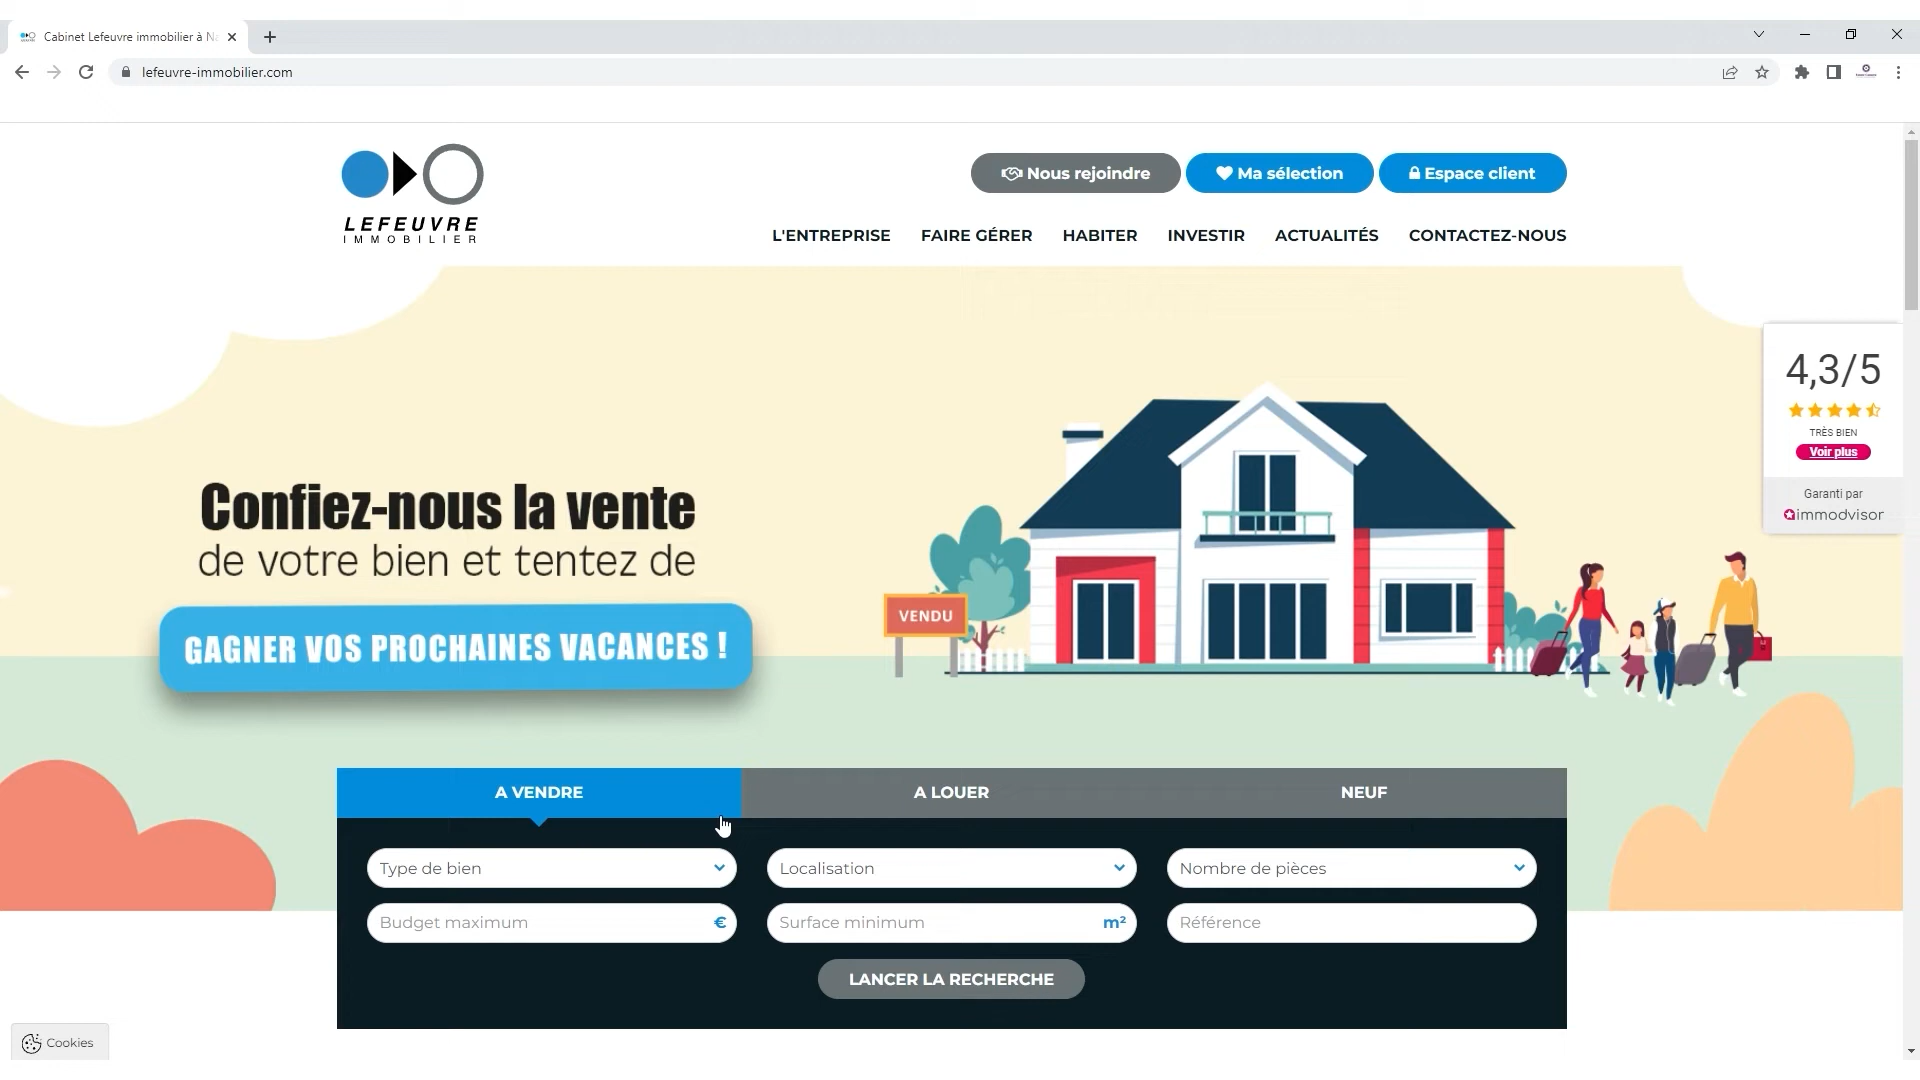 Cabinet Lefeuvre immobilier à N
lefeuvre-immobilier.com
LEFEUVRE
IMMOBILIER
Nous rejoindre
Ma sélection
Espace client
L'ENTREPRISE
FAIRE GÉRER
HABITER
INVESTIR
ACTUALITÉS
CONTACTEZ-NOUS
4,3/5
TRÈS BIEN
Voir plus
Garanti par
immodvisor
Confiez-nous la vente
de votre bien et tentez de
GAGNER VOS PROCHAINES VACANCES !
VENDU
A VENDRE
A LOUER
NEUF
Type de bien
Localisation
Nombre de pièces
Budget maximum €
Surface minimum m²
Référence
LANCER LA RECHERCHE
Cookies